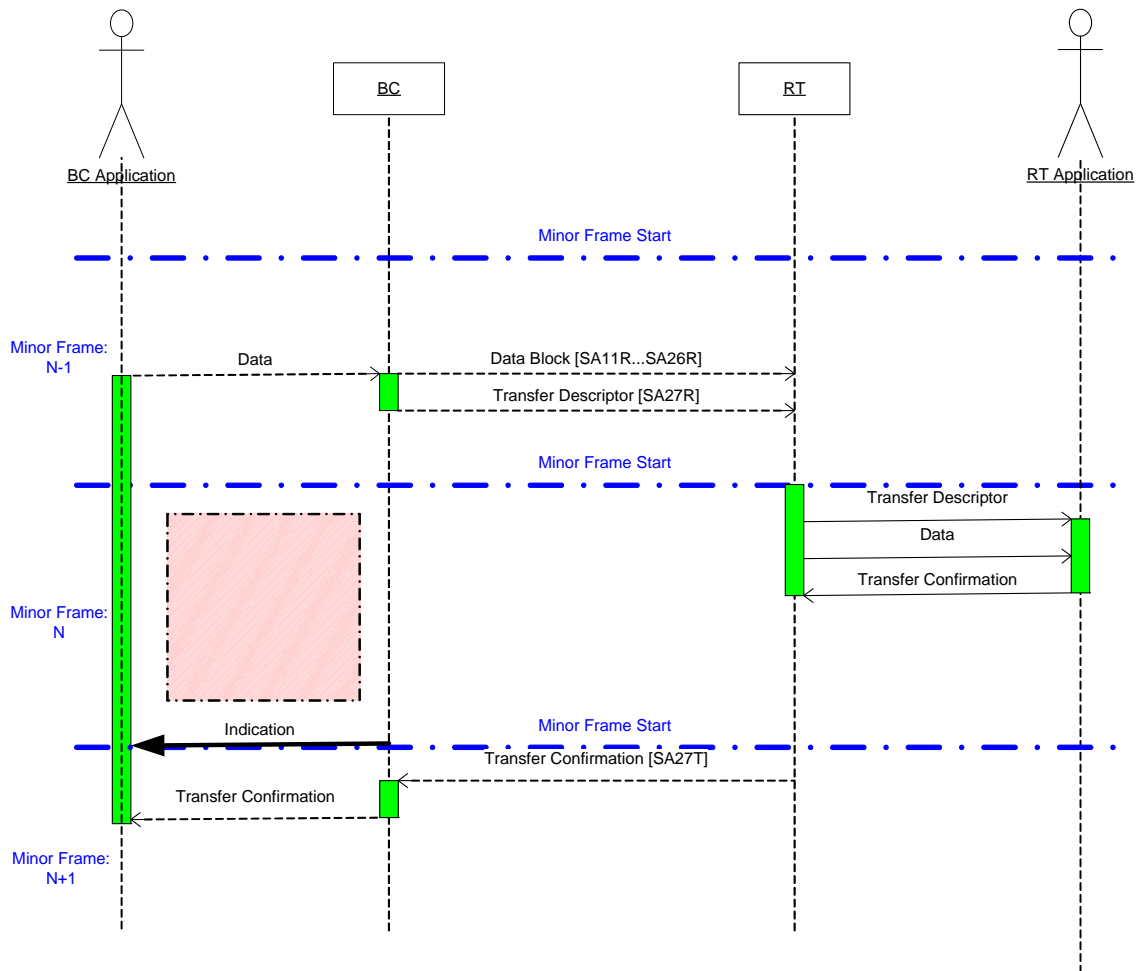 BC
RT
BC Application
RT Application
Minor Frame Start
Minor Frame:
N-1
Data
Data Block [SA11R...SA26R]
Transfer Descriptor [SA27R]
Minor Frame Start
Transfer Descriptor
Data
Transfer Confirmation
Minor Frame:
N
Indication
Minor Frame Start
Transfer Confirmation [SA27T]
Transfer Confirmation
Minor Frame:
N+1